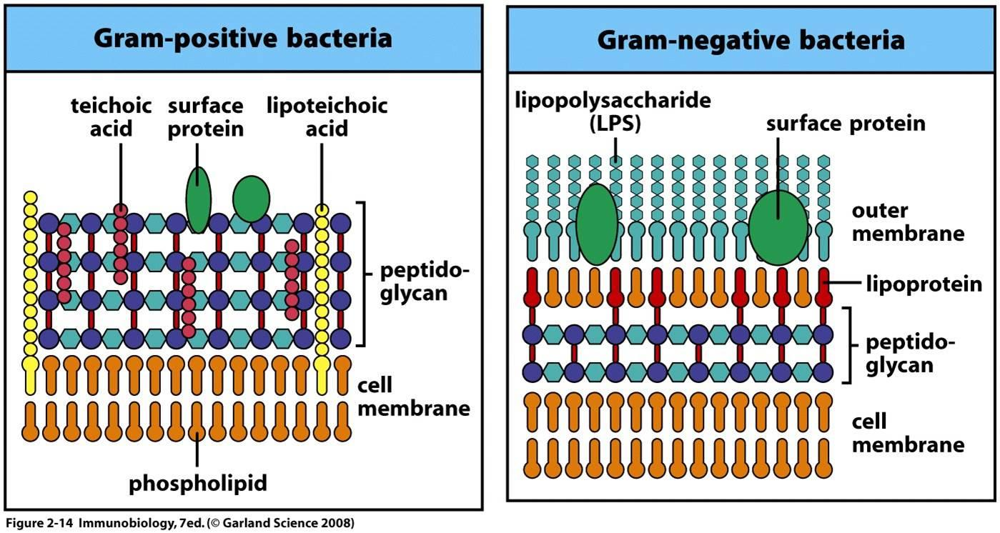 Gram-positive bacteria
teichoic
acid
surface
protein
lipoteichoic
acid
peptido-
glycan
cell
membrane
phospholipid
Gram-negative bacteria
lipopolysaccharide
(LPS)
surface protein
outer
membrane
lipoprotein
peptido-
glycan
cell
membrane
Figure 2-14 Immunobiology, 7ed. (© Garland Science 2008)